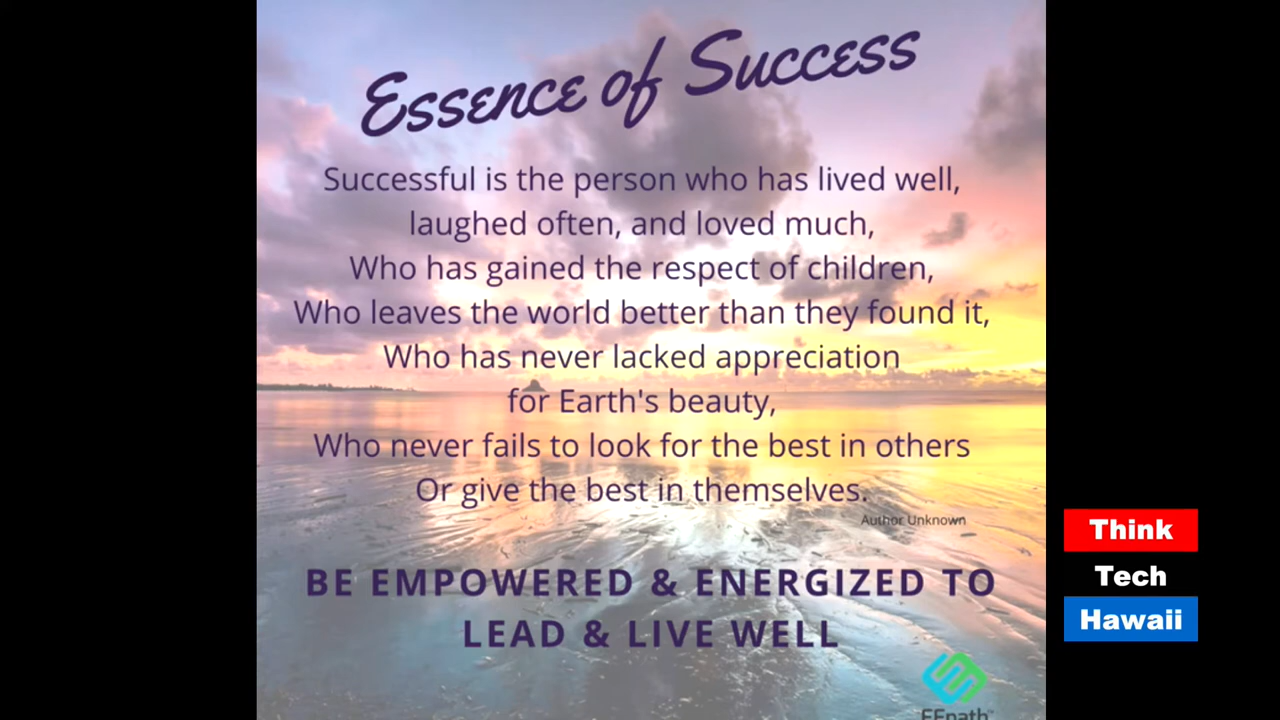 Essence of Success
Successful is the person who has lived well,
laughed often, and loved much,
Who has gained the respect of children,
Who leaves the world better than they found it,
Who has never lacked appreciation
for Earth's beauty,
Who never fails to look for the best in others
Or give the best in themselves.
Author Unknown
BE EMPOWERED & ENERGIZED TO
LEAD & LIVE WELL
EEpath™
Think
Tech
Hawaii